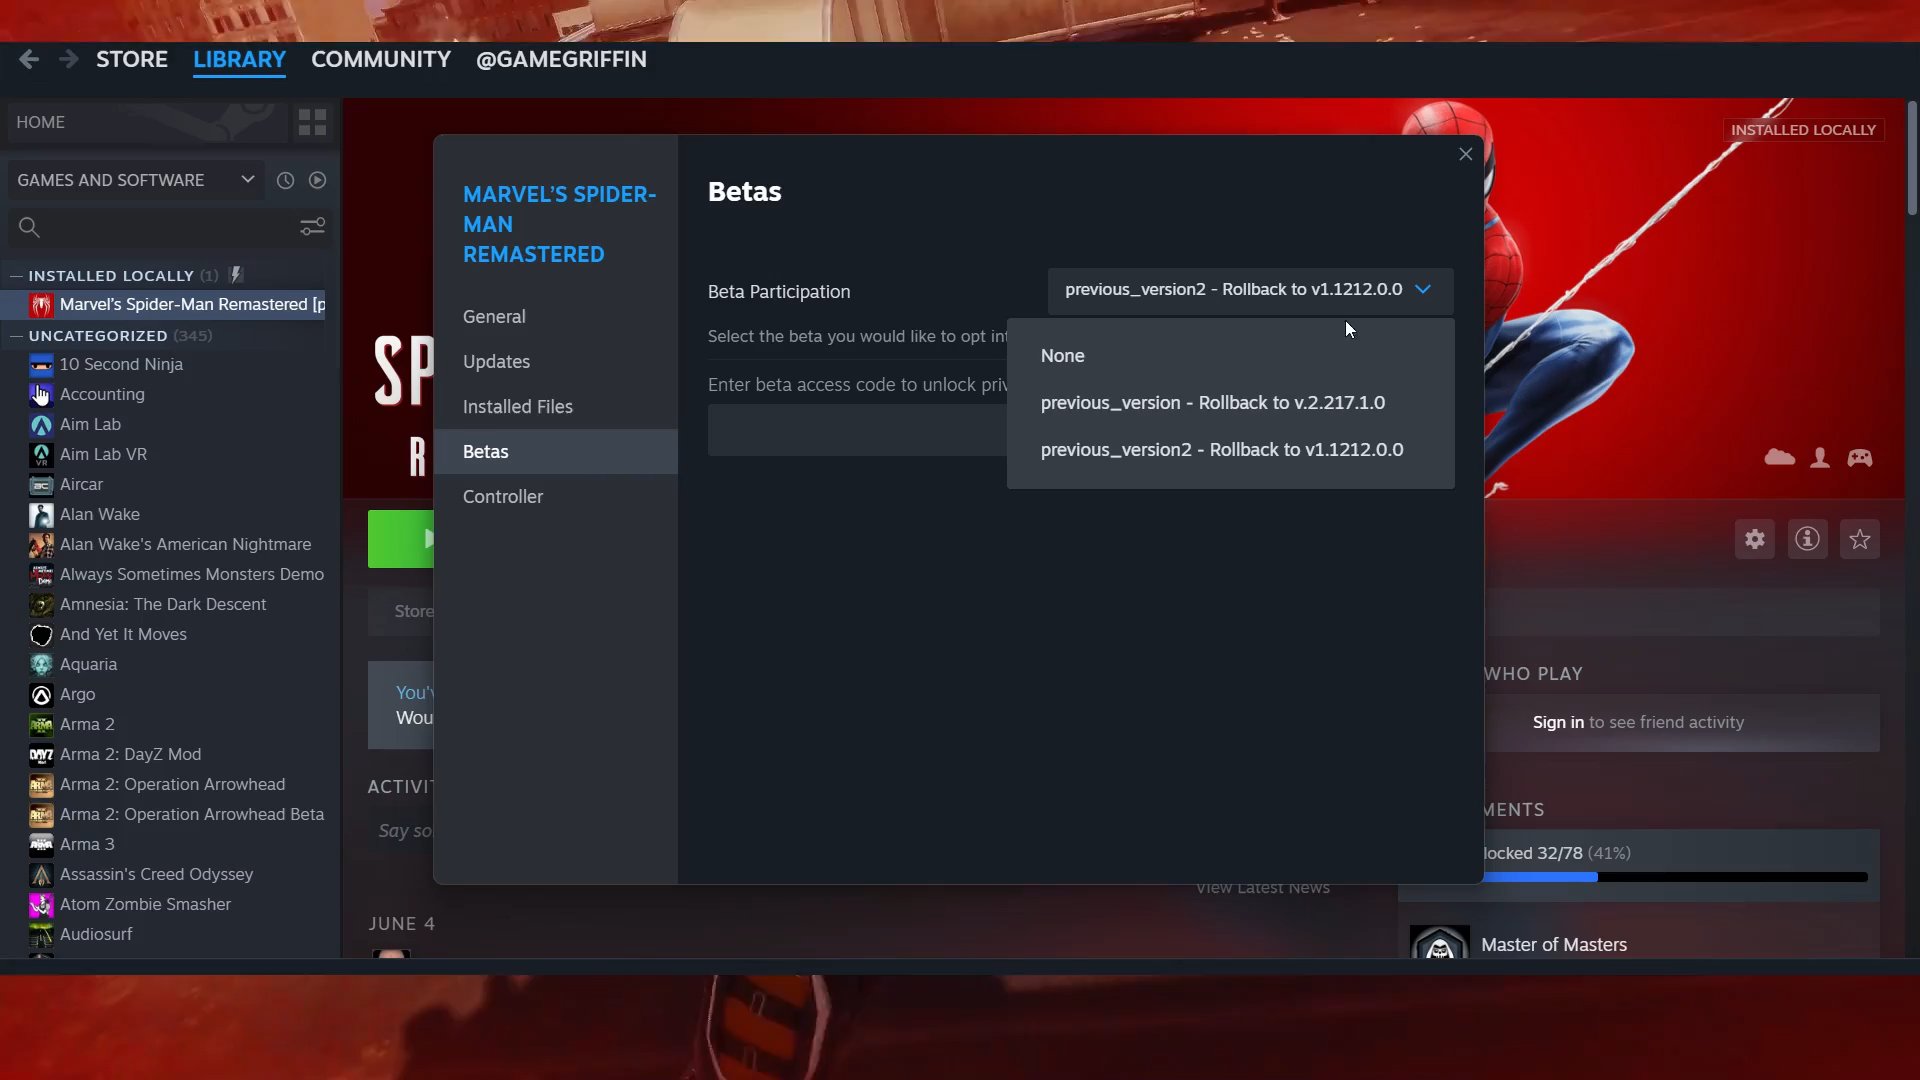 STORE LIBRARY COMMUNITY @GAMEGRIFFIN
HOME
GAMES AND SOFTWARE
— INSTALLED LOCALLY (1)
Marvel's Spider-Man Remastered [p
— UNCATEGORIZED (345)
10 Second Ninja
Accounting
Aim Lab
Aim Lab VR
Aircar
Alan Wake
Alan Wake's American Nightmare
Always Sometimes Monsters Demo
Amnesia: The Dark Descent
And Yet It Moves
Aquaria
Argo
Arma 2
Arma 2: DayZ Mod
Arma 2: Operation Arrowhead
Arma 2: Operation Arrowhead Beta
Arma 3
Assassin's Creed Odyssey
Atom Zombie Smasher
Audiosurf
INSTALLED LOCALLY
SP
R
MARVEL'S SPIDER-
MAN
REMASTERED
General
Updates
Installed Files
Betas
Controller
Betas
Beta Participation
previous_version2 - Rollback to v1.1212.0.0
Select the beta you would like to opt int
Enter beta access code to unlock priv
None
previous_version - Rollback to v.2.217.1.0
previous_version2 - Rollback to v1.1212.0.0
Store
You'v
Wou
ACTIVIT
Say so
View Latest News
JUNE 4
WHO PLAY
Sign in to see friend activity
MENTS
locked 32/78 (41%)
Master of Masters